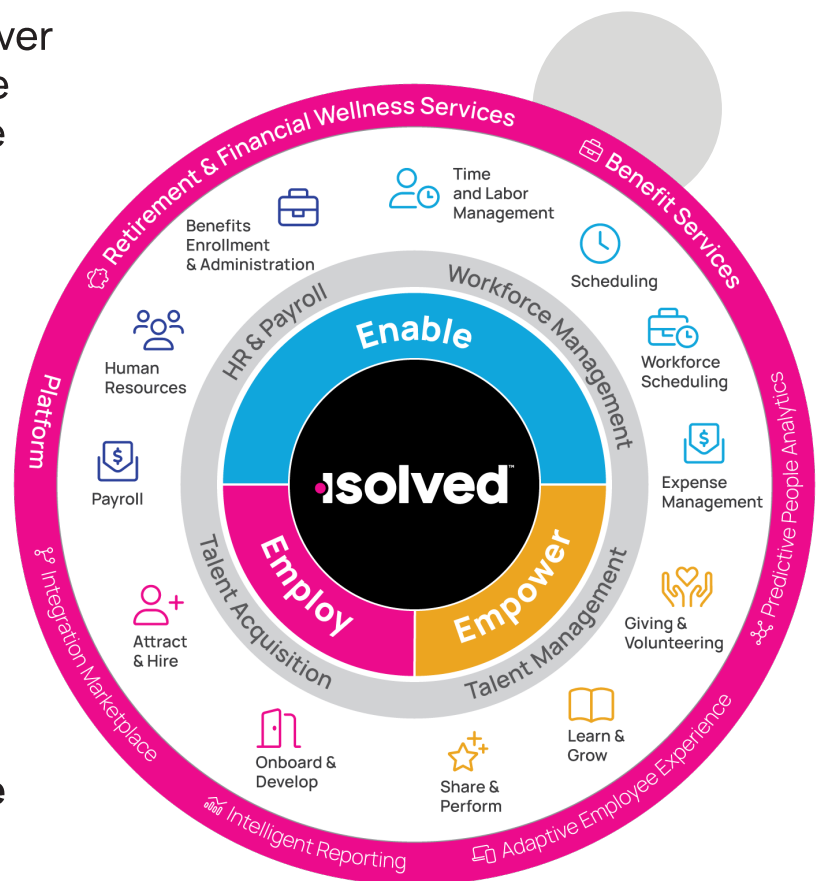 Retirement & Financial Wellness Services
Benefit Services
Time
and Labor
Management
Benefits
Enrollment
& Administration
Scheduling
HR & Payroll
Workforce Management
Enable
Human
Resources
Workforce
Scheduling
Platform
Predictive People Analytics
isolved™
Payroll
Expense
Management
Employ
Empower
Talent Acquisition
Talent Management
Integration Marketplace
Attract
& Hire
Giving &
Volunteering
Onboard &
Develop
Share &
Perform
Learn &
Grow
Intelligent Reporting
Adaptive Employee Experience